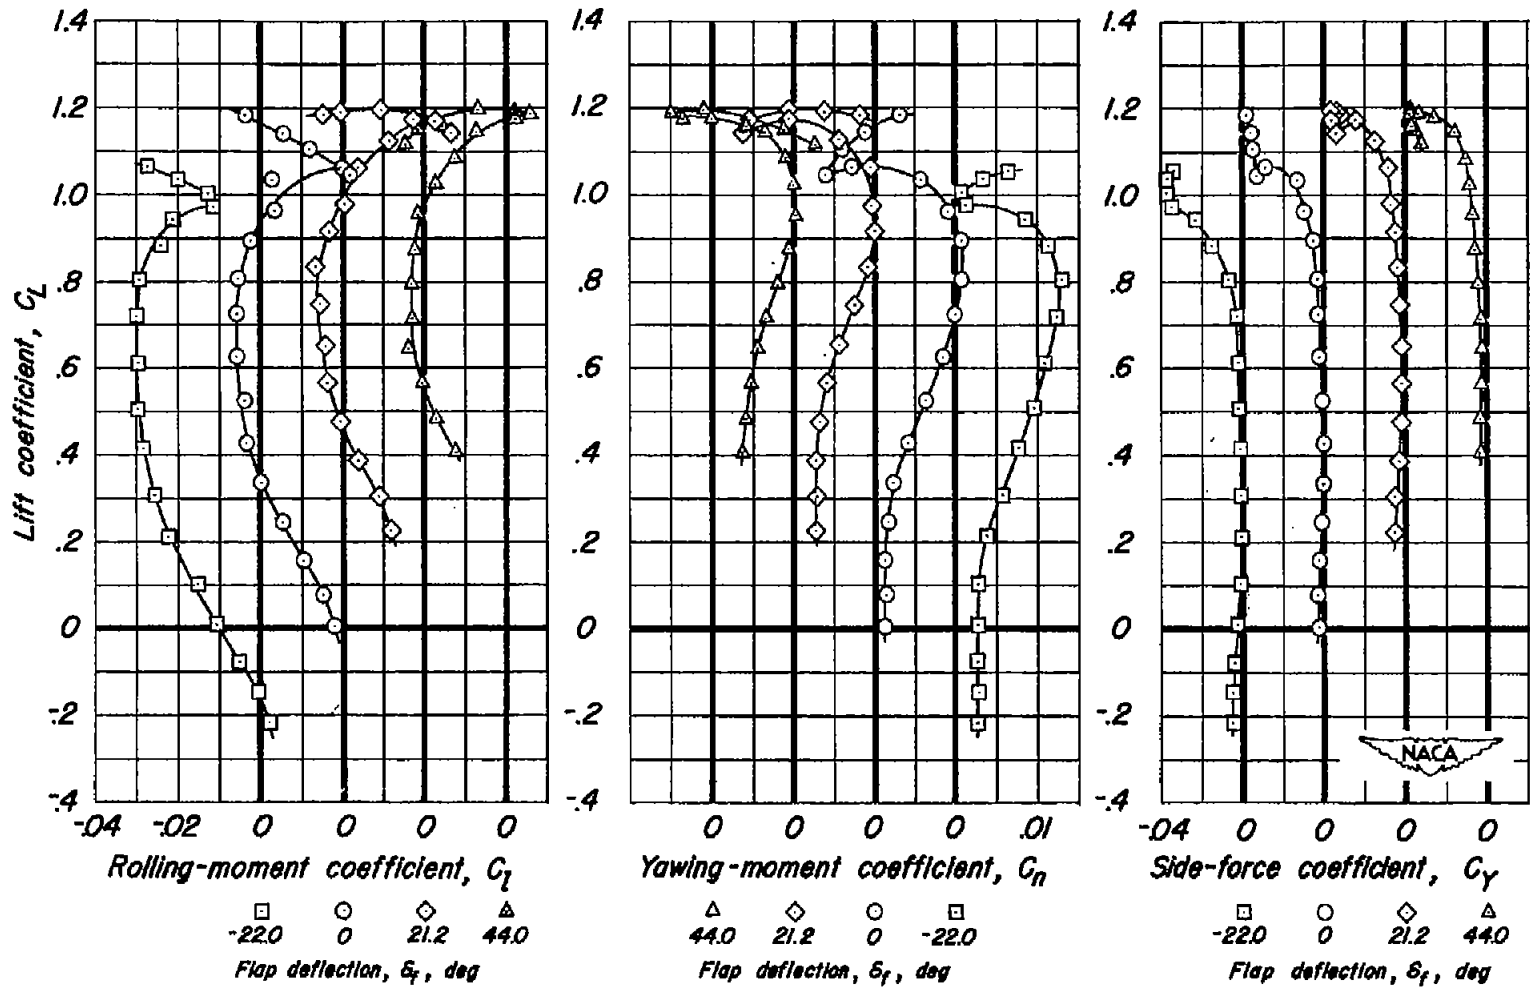 1.4 1.4 1.4
1.2 1.2 1.2
1.0 1.0 1.0
.8 .8 .8
Lift coefficient, C_L
.6 .6 .6
.4 .4 .4
.2 .2 .2
0 0 0
-.2 -.2 -.2
NACA
-.4 -.4 -.4
-.04 -.02 0 0 0 0 0 0 0 0 .01 -.04 0 0 0 0
Rolling-moment coefficient, C_l Yawing-moment coefficient, C_n Side-force coefficient, C_Y
-22.0 0 21.2 44.0 44.0 21.2 0 -22.0 -22.0 0 21.2 44.0
Flap deflection, δ_f, deg Flap deflection, δ_f, deg Flap deflection, δ_f, deg